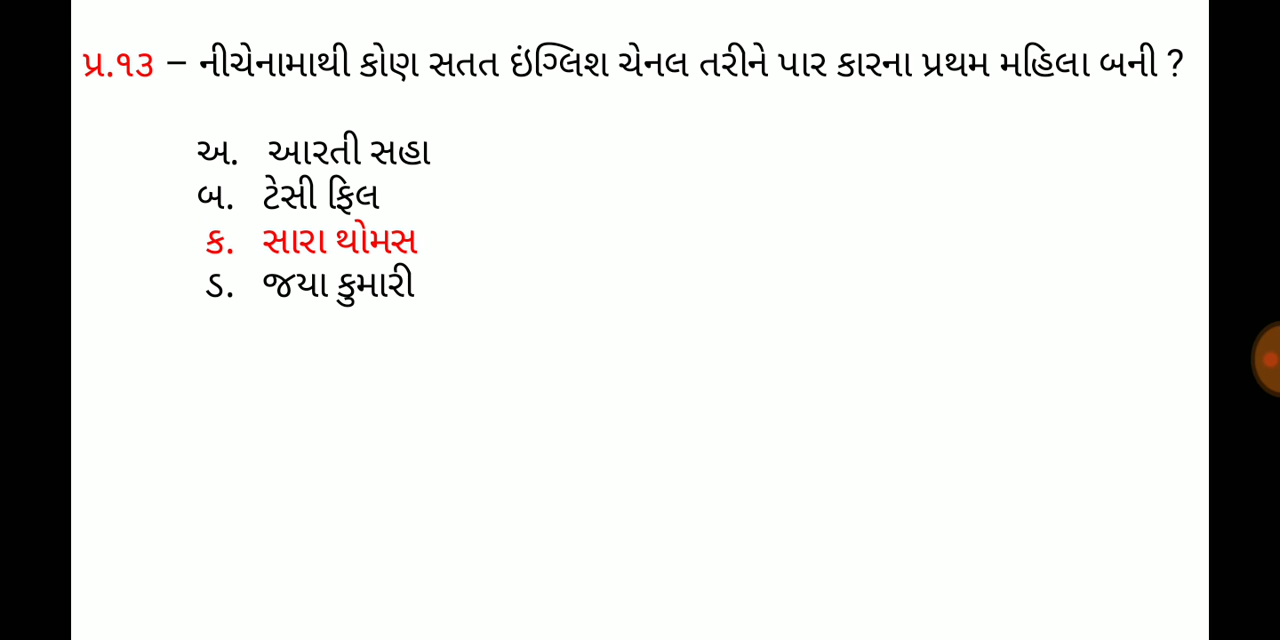 પ્ર.૧૩ – નીચેનામાથી કોણ સતત ઇંગ્લિશ ચેનલ તરીને પાર કારના પ્રથમ મહિલા બની ?
અ. આરતી સહા
બ. ટેસી ફિલ
ક. સારા થોમસ
ડ. જયા કુમારી